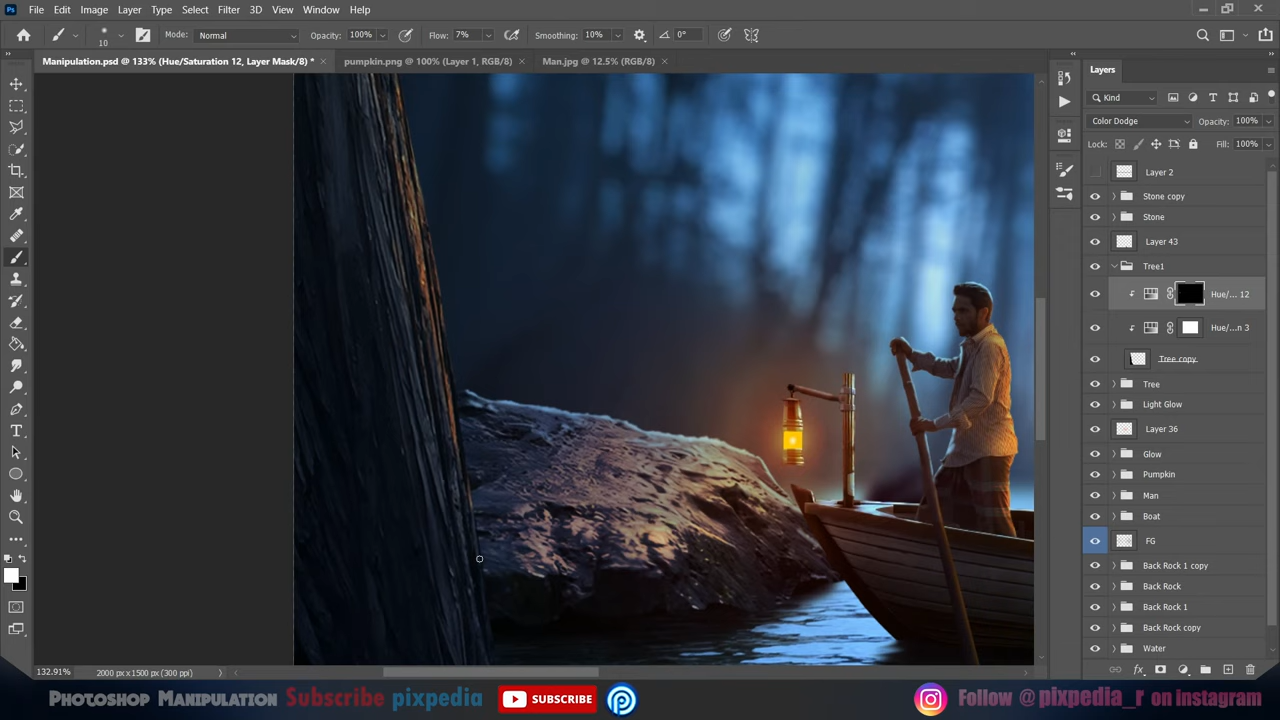 Ps File Edit Image Layer Type Select Filter 3D View Window Help
10 Mode: Normal Opacity: 100% Flow: 7% Smoothing: 10% 0°
Manipulation.psd @ 133% (Hue/Saturation 12, Layer Mask/8) * pumpkin.png @ 100% (Layer 1, RGB/8) Man.jpg @ 12.5% (RGB/8)
Layers
Kind
Color Dodge Opacity: 100%
Lock: Fill: 100%
Layer 2
Stone copy
Stone
Layer 43
Tree1
Hue/... 12
Hue/...n 3
Tree copy
Tree
Light Glow
Layer 36
Glow
Pumpkin
Man
Boat
FG
Back Rock 1 copy
Back Rock
Back Rock 1
Back Rock copy
Water
132.91% 2000 px x 1500 px (300 ppi)
Photoshop Manipulation Subscribe pixpedia SUBSCRIBE Follow @pixpedia_r on instagram